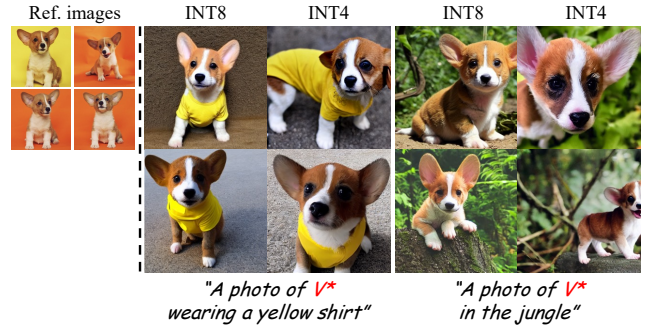 Ref. images
INT8
INT4
INT8
INT4
"A photo of V*
wearing a yellow shirt"
"A photo of V*
in the jungle"